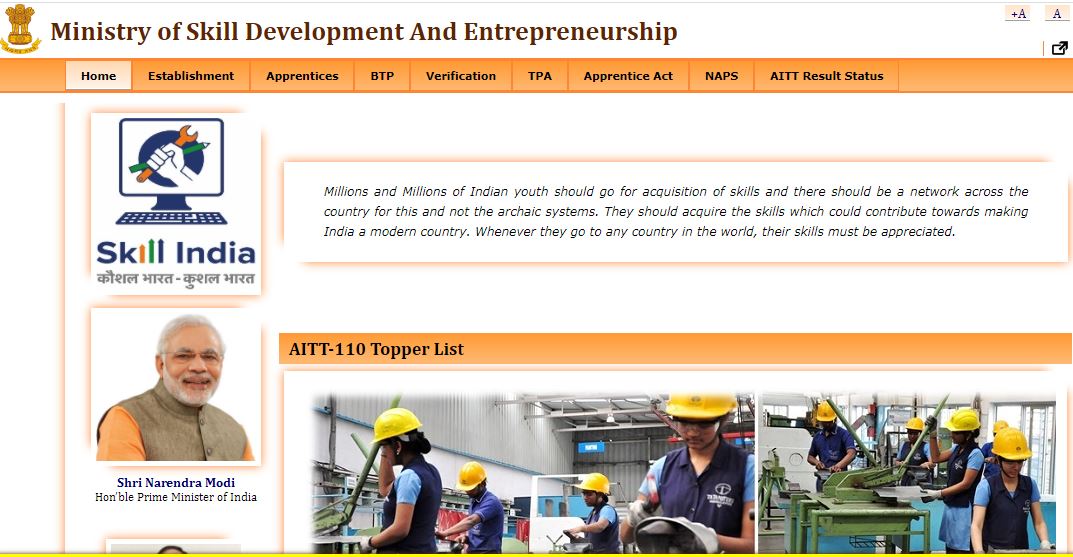 Ministry of Skill Development And Entrepreneurship
+A A
Home Establishment Apprentices BTP Verification TPA Apprentice Act NAPS AITT Result Status
Skill India
कौशल भारत - कुशल भारत
Millions and Millions of Indian youth should go for acquisition of skills and there should be a network across the
country for this and not the archaic systems. They should acquire the skills which could contribute towards making
India a modern country. Whenever they go to any country in the world, their skills must be appreciated.
Shri Narendra Modi
Hon'ble Prime Minister of India
AITT-110 Topper List